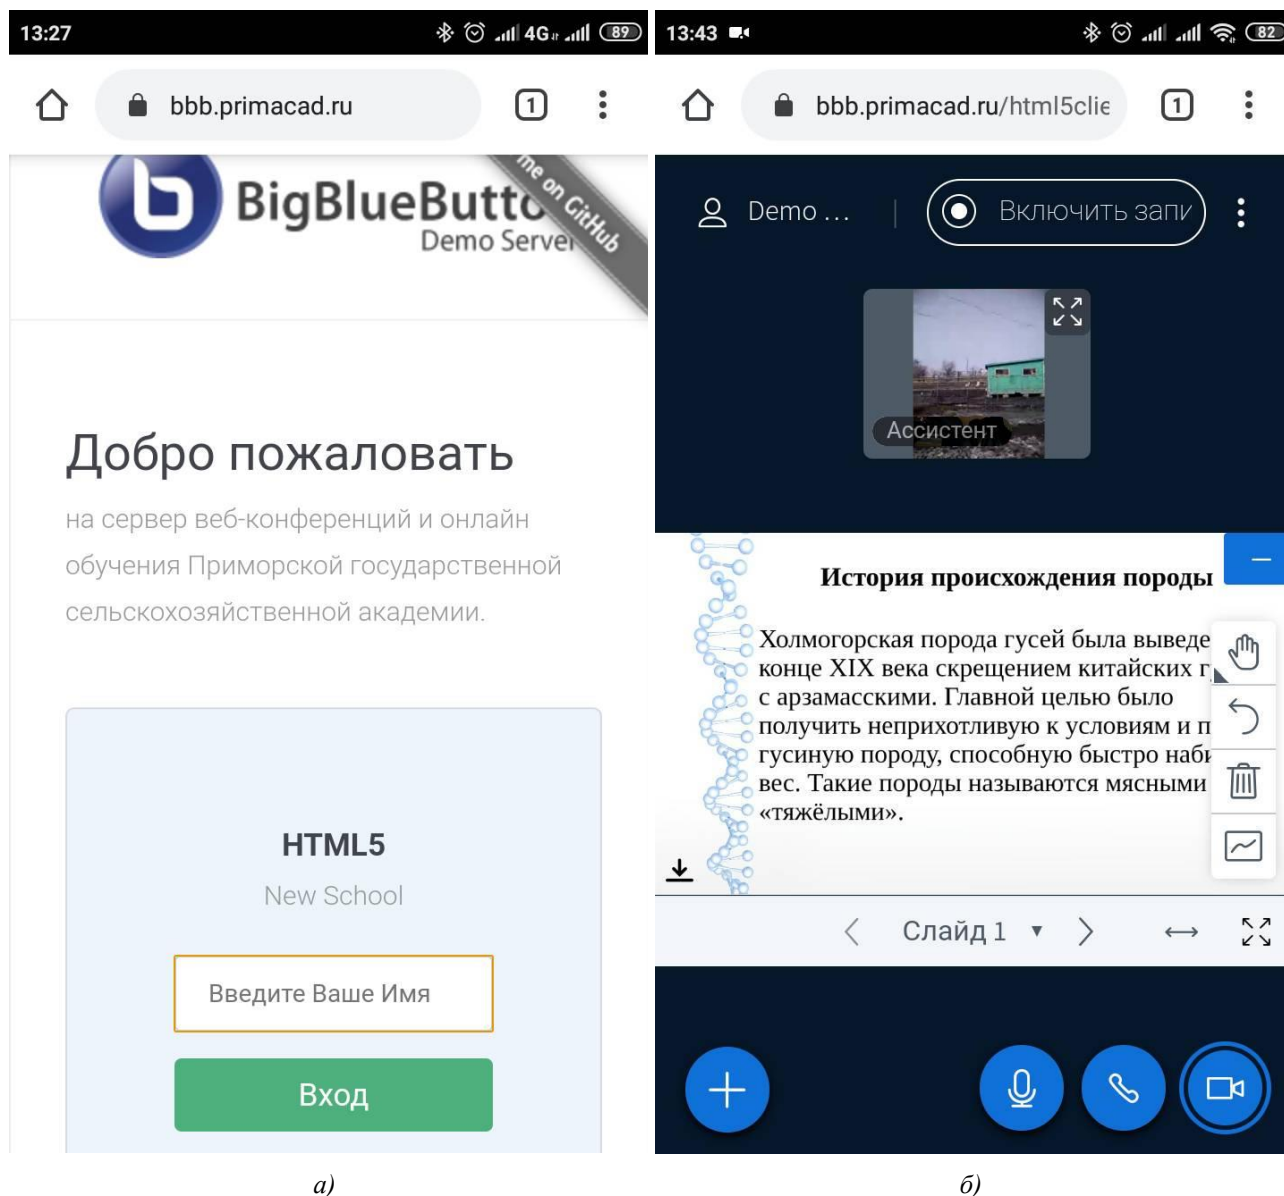 13:27
4G
89
bbb.primacad.ru
1
BigBlueButto
Demo Server
me on GitHub
Добро пожаловать
на сервер веб-конференций и онлайн
обучения Приморской государственной
сельскохозяйственной академии.
HTML5
New School
Введите Ваше Имя
Вход
а)
13:43
82
bbb.primacad.ru/html5clie
1
Demo ...
Включить запи
Ассистент
История происхождения породы
Холмогорская порода гусей была выведе
конце XIX века скрещением китайских г
с арзамасскими. Главной целью было
получить неприхотливую к условиям и п
гусиную породу, способную быстро наби
вес. Такие породы называются мясными
«тяжёлыми».
Слайд 1
б)